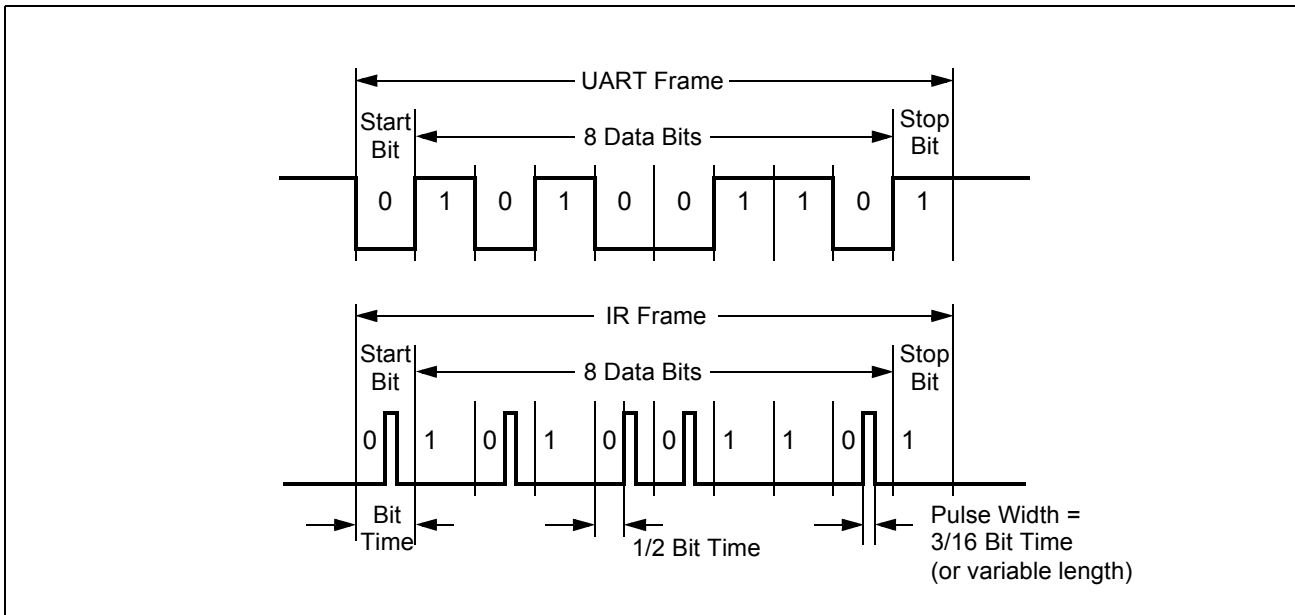 UART Frame
Start
Bit
8 Data Bits
Stop
Bit
0 1 0 1 0 0 1 1 0 1
IR Frame
Start
Bit
8 Data Bits
Stop
Bit
0 1 0 1 0 0 1 1 0 1
Bit
Time
1/2 Bit Time
Pulse Width =
3/16 Bit Time
(or variable length)